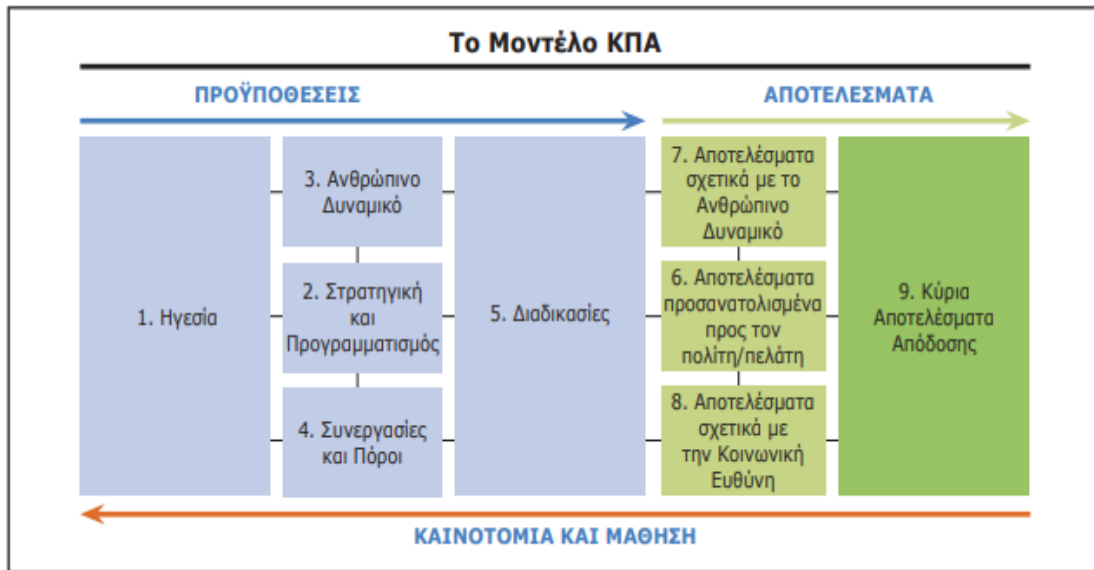 Το Μοντέλο ΚΠΑ
ΠΡΟΫΠΟΘΕΣΕΙΣ
ΑΠΟΤΕΛΕΣΜΑΤΑ
1. Ηγεσία
3. Ανθρώπινο
Δυναμικό
2. Στρατηγική
και
Προγραμματισμός
4. Συνεργασίες
και Πόροι
5. Διαδικασίες
7. Αποτελέσματα
σχετικά με το
Ανθρώπινο
Δυναμικό
6. Αποτελέσματα
προσανατολισμένα
προς τον
πολίτη/πελάτη
8. Αποτελέσματα
σχετικά με
την Κοινωνική
Ευθύνη
9. Κύρια
Αποτελέσματα
Απόδοσης
ΚΑΙΝΟΤΟΜΙΑ ΚΑΙ ΜΑΘΗΣΗ